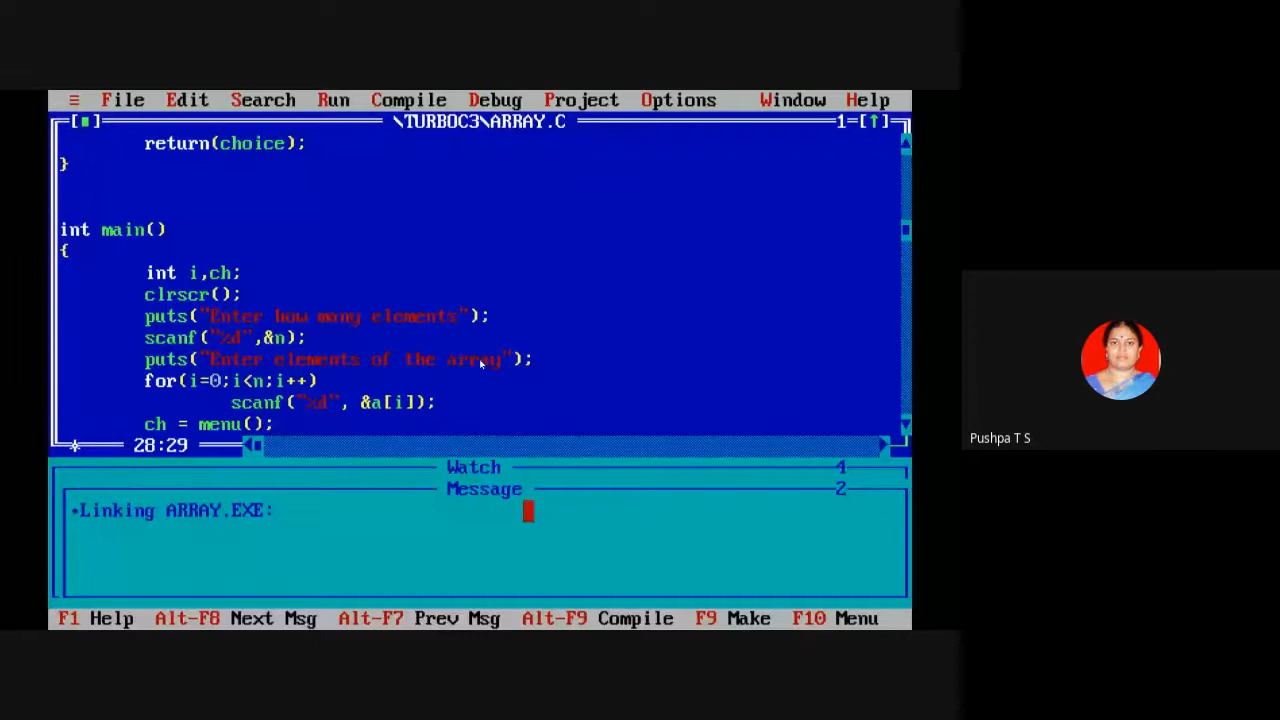 ≡ File Edit Search Run Compile Debug Project Options Window Help
[■] \TURBOC3\ARRAY.C 1=[↑]
return(choice);
}
int main()
{
int i,ch;
clrscr();
puts("Enter how many elements");
scanf("%d",&n);
puts("Enter elements of the array");
for(i=0;i<n;i++)
scanf("%d", &a[i]);
ch = menu();
28:29
Watch 4
Message 2
•Linking ARRAY.EXE:
F1 Help Alt-F8 Next Msg Alt-F7 Prev Msg Alt-F9 Compile F9 Make F10 Menu
Pushpa T S